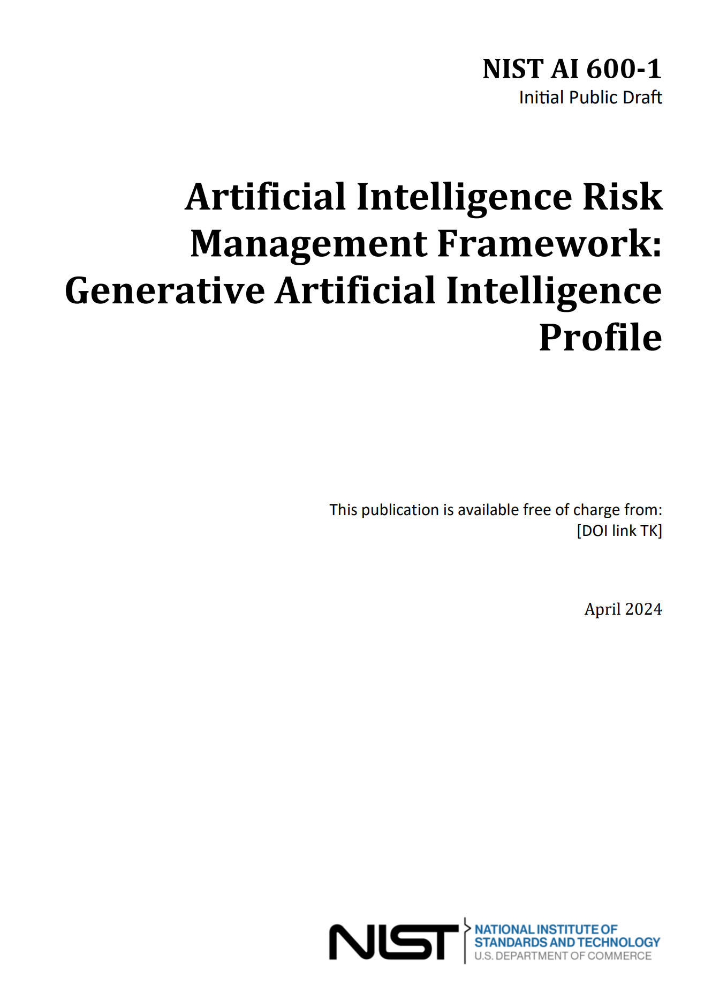 NIST AI 600-1
Initial Public Draft
Artificial Intelligence Risk
Management Framework:
Generative Artificial Intelligence
Profile
This publication is available free of charge from:
[DOI link TK]
April 2024
NIST
NATIONAL INSTITUTE OF
STANDARDS AND TECHNOLOGY
U.S. DEPARTMENT OF COMMERCE